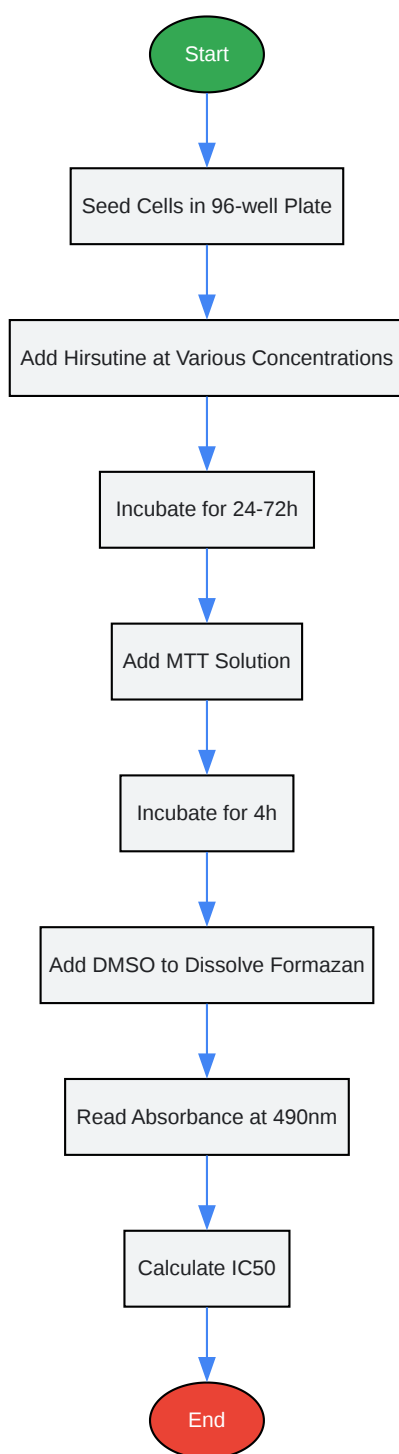 Start
Seed Cells in 96-well Plate
Add Hirsutine at Various Concentrations
Incubate for 24-72h
Add MTT Solution
Incubate for 4h
Add DMSO to Dissolve Formazan
Read Absorbance at 490nm
Calculate IC50
End